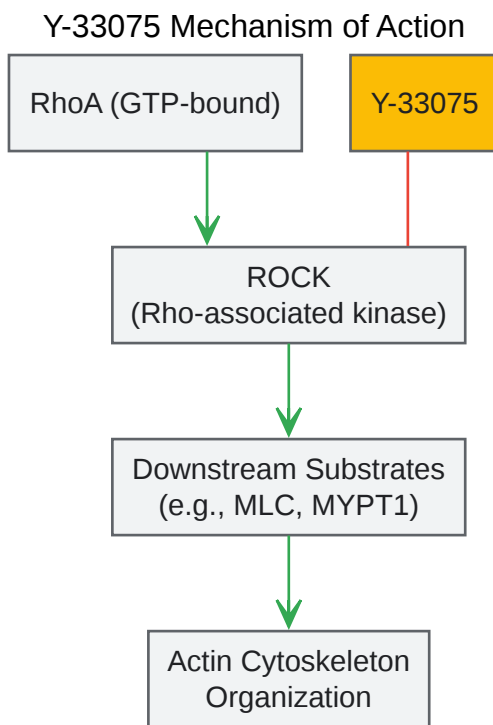 Y-33075 Mechanism of Action
RhoA (GTP-bound)
Y-33075
ROCK
(Rho-associated kinase)
Downstream Substrates
(e.g., MLC, MYPT1)
Actin Cytoskeleton
Organization